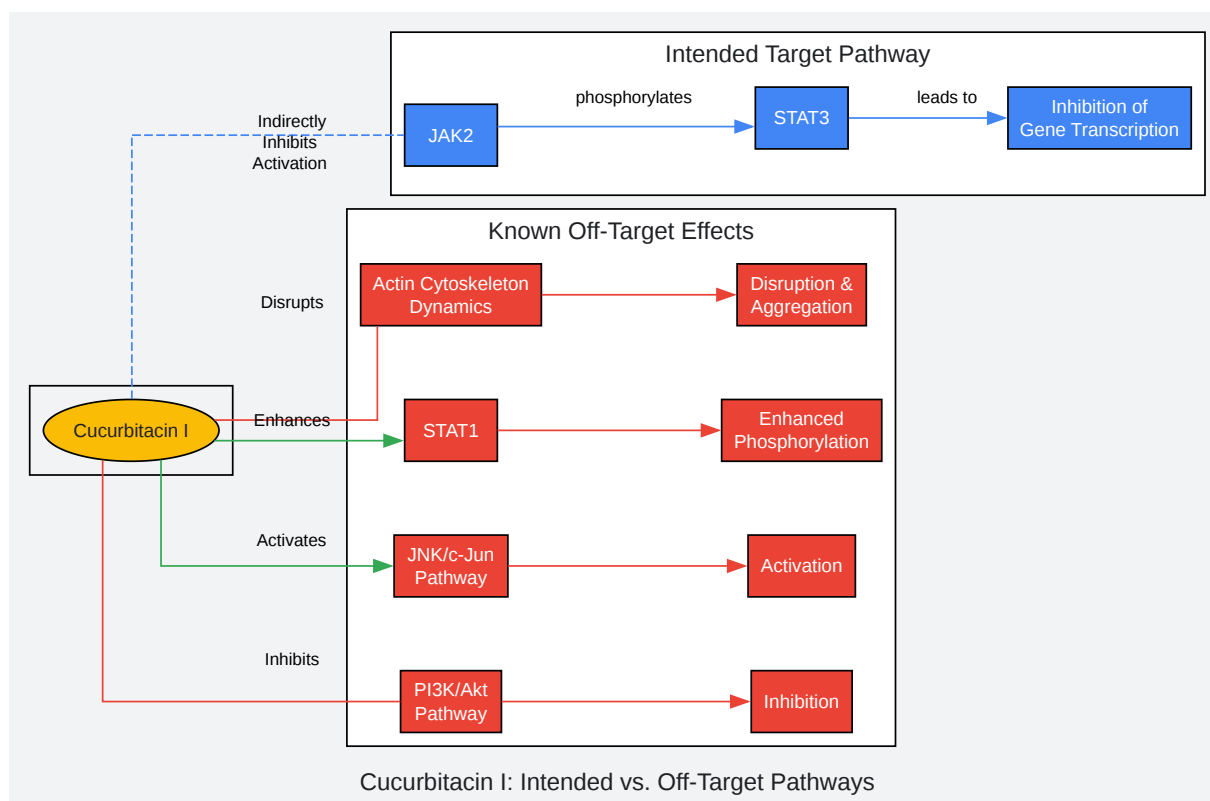 Intended Target Pathway
Indirectly
Inhibits
Activation
JAK2
phosphorylates
STAT3
leads to
Inhibition of
Gene Transcription
Known Off-Target Effects
Disrupts
Actin Cytoskeleton
Dynamics
Disruption &
Aggregation
Cucurbitacin I
Enhances
STAT1
Enhanced
Phosphorylation
Activates
JNK/c-Jun
Pathway
Activation
Inhibits
PI3K/Akt
Pathway
Inhibition
Cucurbitacin I: Intended vs. Off-Target Pathways